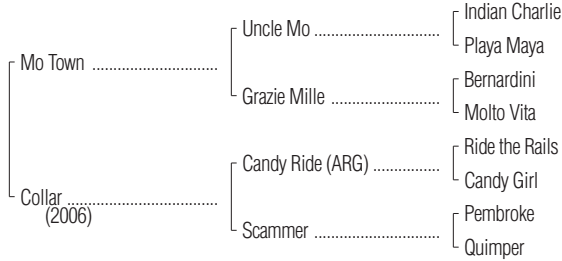 Indian Charlie
Uncle Mo ................................
Playa Maya
Mo Town ................................
Bernardini
Grazie Mille ............................
Molto Vita
Ride the Rails
Candy Ride (ARG) .................
Candy Girl
Collar ......................................
(2006)
Pembroke
Scammer ................................
Quimper